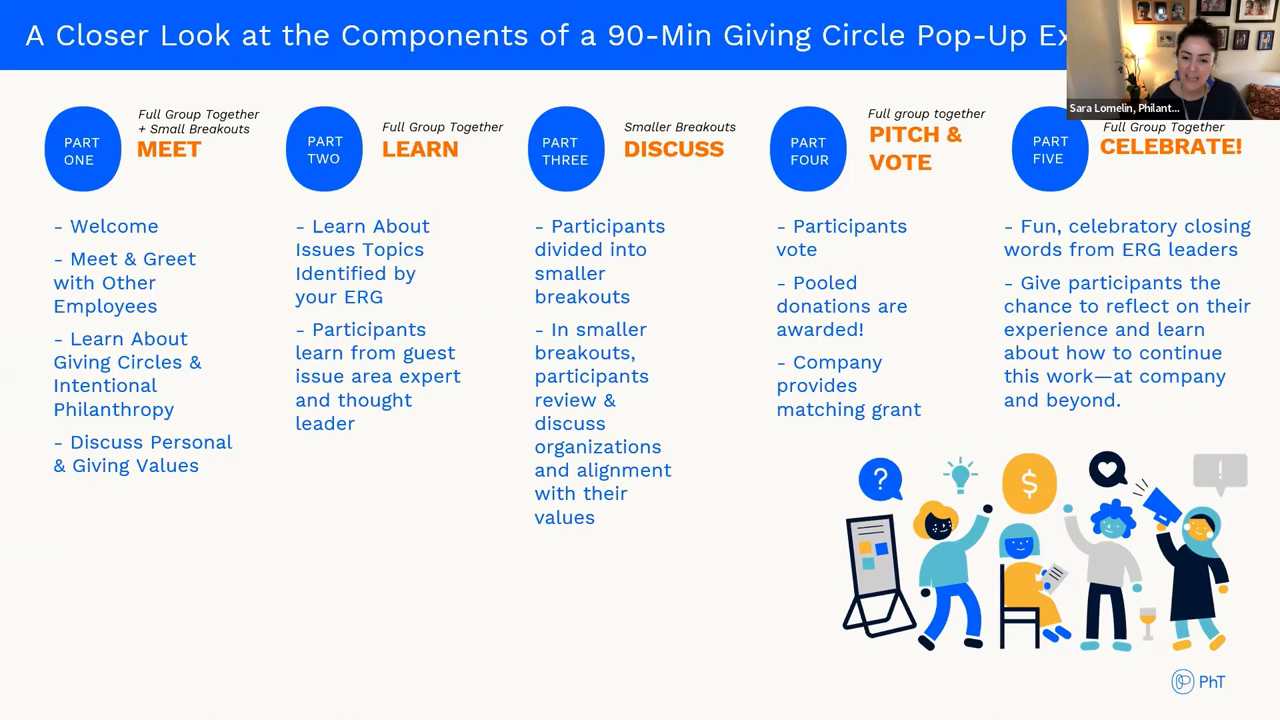 A Closer Look at the Components of a 90-Min Giving Circle Pop-Up
Sara Lomelin, Philant...
PART
ONE
Full Group Together
+ Small Breakouts
MEET
- Welcome
- Meet & Greet
with Other
Employees
- Learn About
Giving Circles &
Intentional
Philanthropy
- Discuss Personal
& Giving Values
PART
TWO
Full Group Together
LEARN
- Learn About
Issues Topics
Identified by
your ERG
- Participants
learn from guest
issue area expert
and thought
leader
PART
THREE
Smaller Breakouts
DISCUSS
- Participants
divided into
smaller
breakouts
- In smaller
breakouts,
participants
review &
discuss
organizations
and alignment
with their
values
PART
FOUR
Full group together
PITCH &
VOTE
- Participants
vote
- Pooled
donations are
awarded!
- Company
provides
matching grant
PART
FIVE
Full Group Together
CELEBRATE!
- Fun, celebratory closing
words from ERG leaders
- Give participants the
chance to reflect on their
experience and learn
about how to continue
this work—at company
and beyond.
?
$
!
PhT